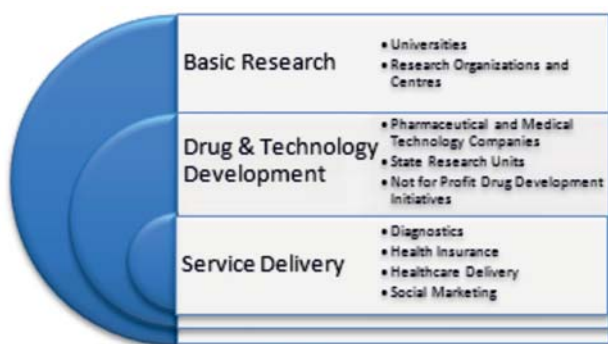 Basic Research
• Universities
• Research Organizations and
Centres
Drug & Technology
Development
• Pharmaceutical and Medical
Technology Companies
• State Research Units
• Not for Profit Drug Development
Initiatives
Service Delivery
• Diagnostics
• Health Insurance
• Healthcare Delivery
• Social Marketing